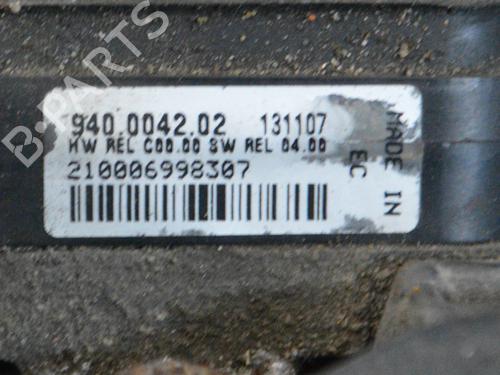 B-PARTS
940.0042.02 131107
HW REL C00.00 SW REL 04.00
210006998307
MADE IN
EC